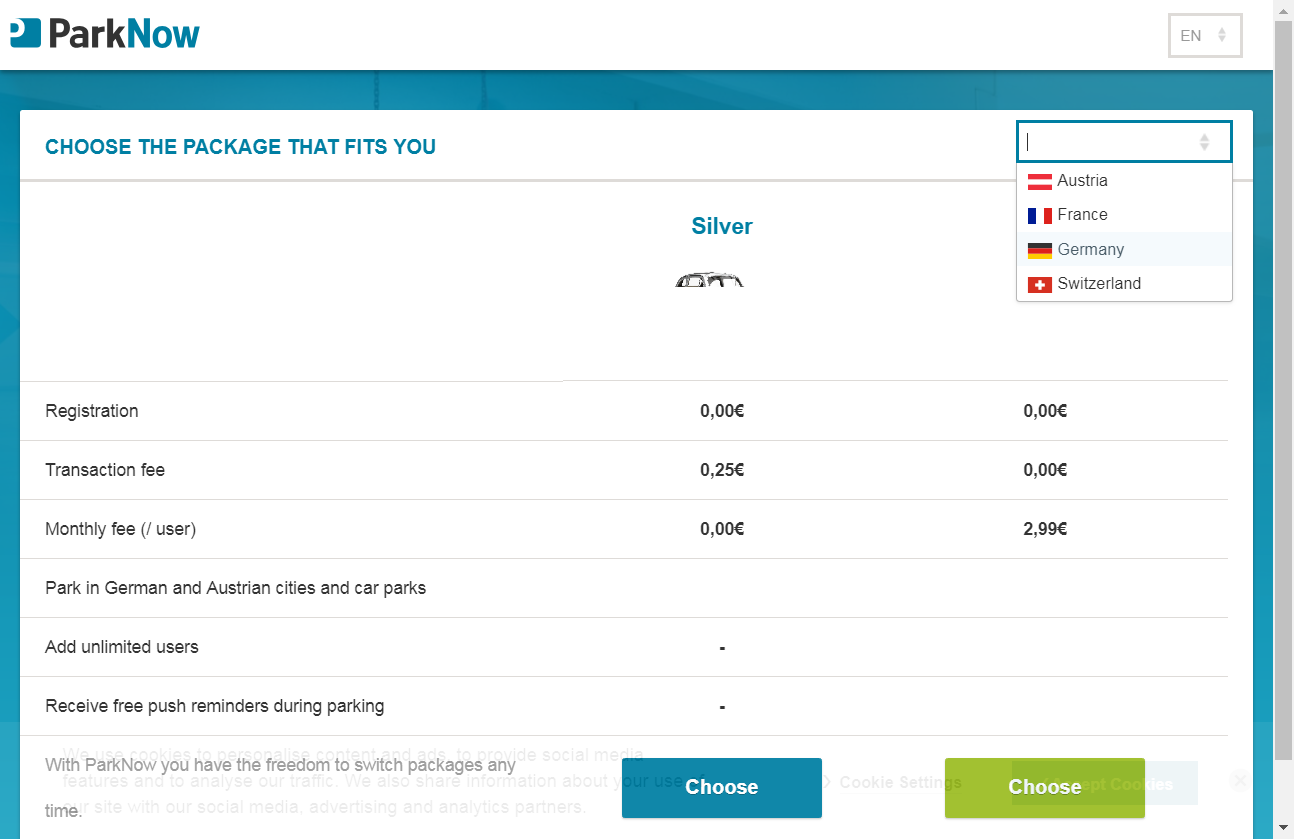 ParkNow
EN
CHOOSE THE PACKAGE THAT FITS YOU
Austria
France
Germany
Switzerland
Silver
Registration 0,00€ 0,00€
Transaction fee 0,25€ 0,00€
Monthly fee (/ user) 0,00€ 2,99€
Park in German and Austrian cities and car parks
Add unlimited users -
Receive free push reminders during parking -
We use cookies to personalise content and ads, to provide social media
With ParkNow you have the freedom to switch packages any
features and to analyse our traffic. We also share information about your use of
time.
our site with our social media, advertising and analytics partners.
Choose
Cookie Settings
Choose
Cookies